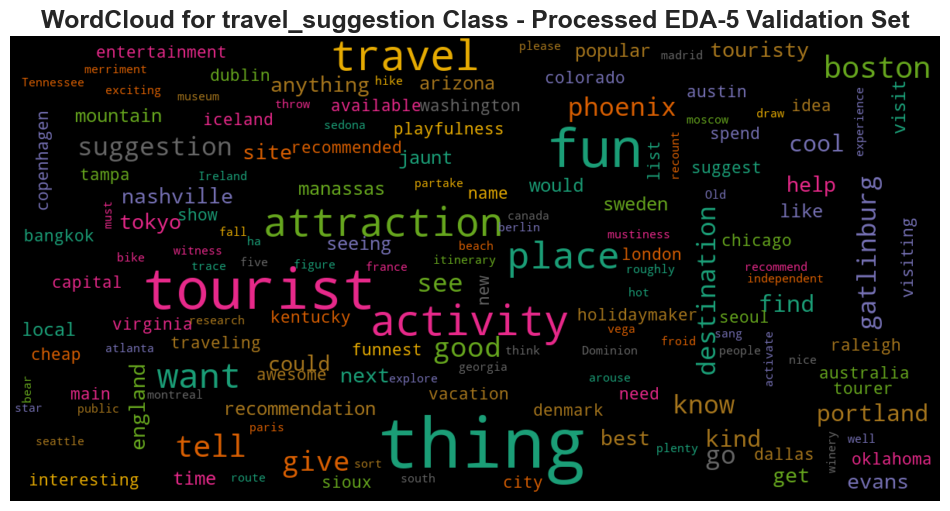 WordCloud for travel_suggestion Class - Processed EDA-5 Validation Set
entertainment
travel
please
popular
madrid
touristy
boston
merriment
Tennessee
exciting
dublin
anything
hike
arizona
colorado
museum
throw
available
washington
phoenix
austin
idea
visit
experience
mountain
iceland
sedona
playfulness
fun
list
recount
moscow
draw
spend
cool
copenhagen
suggestion
site
recommended
jaunt
suggest
tampa
nashville
manassas
partake
name
would
sweden
Old
help
like
must
tokyo
show
fall
attraction
canada
berlin
mustiness
destination
gatlinburg
visiting
bangkok
witness
ha
seeing
beach
itinerary
place
london
chicago
bike
trace
five
figure
france
roughly
recommend
independent
capital
tourist
see
new
hot
find
local
virginia
research
kentucky
activity
holidaymaker
vega
seoul
sang
activate
raleigh
cheap
atlanta
traveling
could
funnest
good
think
Dominion
froid
people
nice
england
want
awesome
next
explore
georgia
arouse
australia
tourer
bear
star
main
public
montreal
recommendation
vacation
denmark
need
know
portland
seattle
tell
paris
give
sort
thing
best
plenty
kind
go
dallas
winery
well
oklahoma
interesting
time
route
sioux
south
city
get
evans